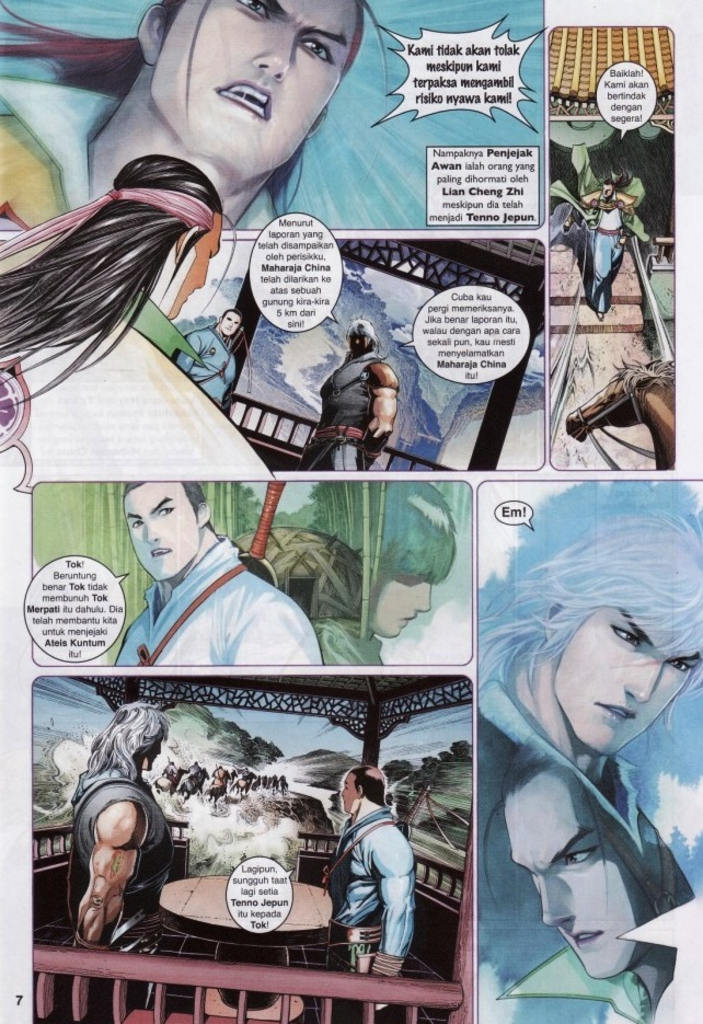 Kami tidak akan tolak
meskipun kami
terpaksa mengambil
risiko nyawa kami!
Nampaknya Penjejak
Awan ialah orang yang
paling dihormati oleh
Lian Cheng Zhi
meskipun dia telah
menjadi Tenno Jepun.
Baiklah!
Kami akan
bertindak
dengan
segera!
Menurut
laporan yang
telah disampaikan
oleh perisikku,
Maharaja China
telah dilarikan ke
atas sebuah
gunung kira-kira
5 km dari
sini!
Cuba kau
pergi memeriksanya.
Jika benar laporan itu,
walau dengan apa cara
sekali pun, kau mesti
menyelamatkan
Maharaja China
itu!
Tok!
Beruntung
benar Tok tidak
membunuh Tok
Merpati itu dahulu. Dia
telah membantu kita
untuk menjejaki
Ateis Kuntum
itu!
Em!
Lagipun,
sungguh taat
lagi setia
Tenno Jepun
itu kepada
Tok!
7